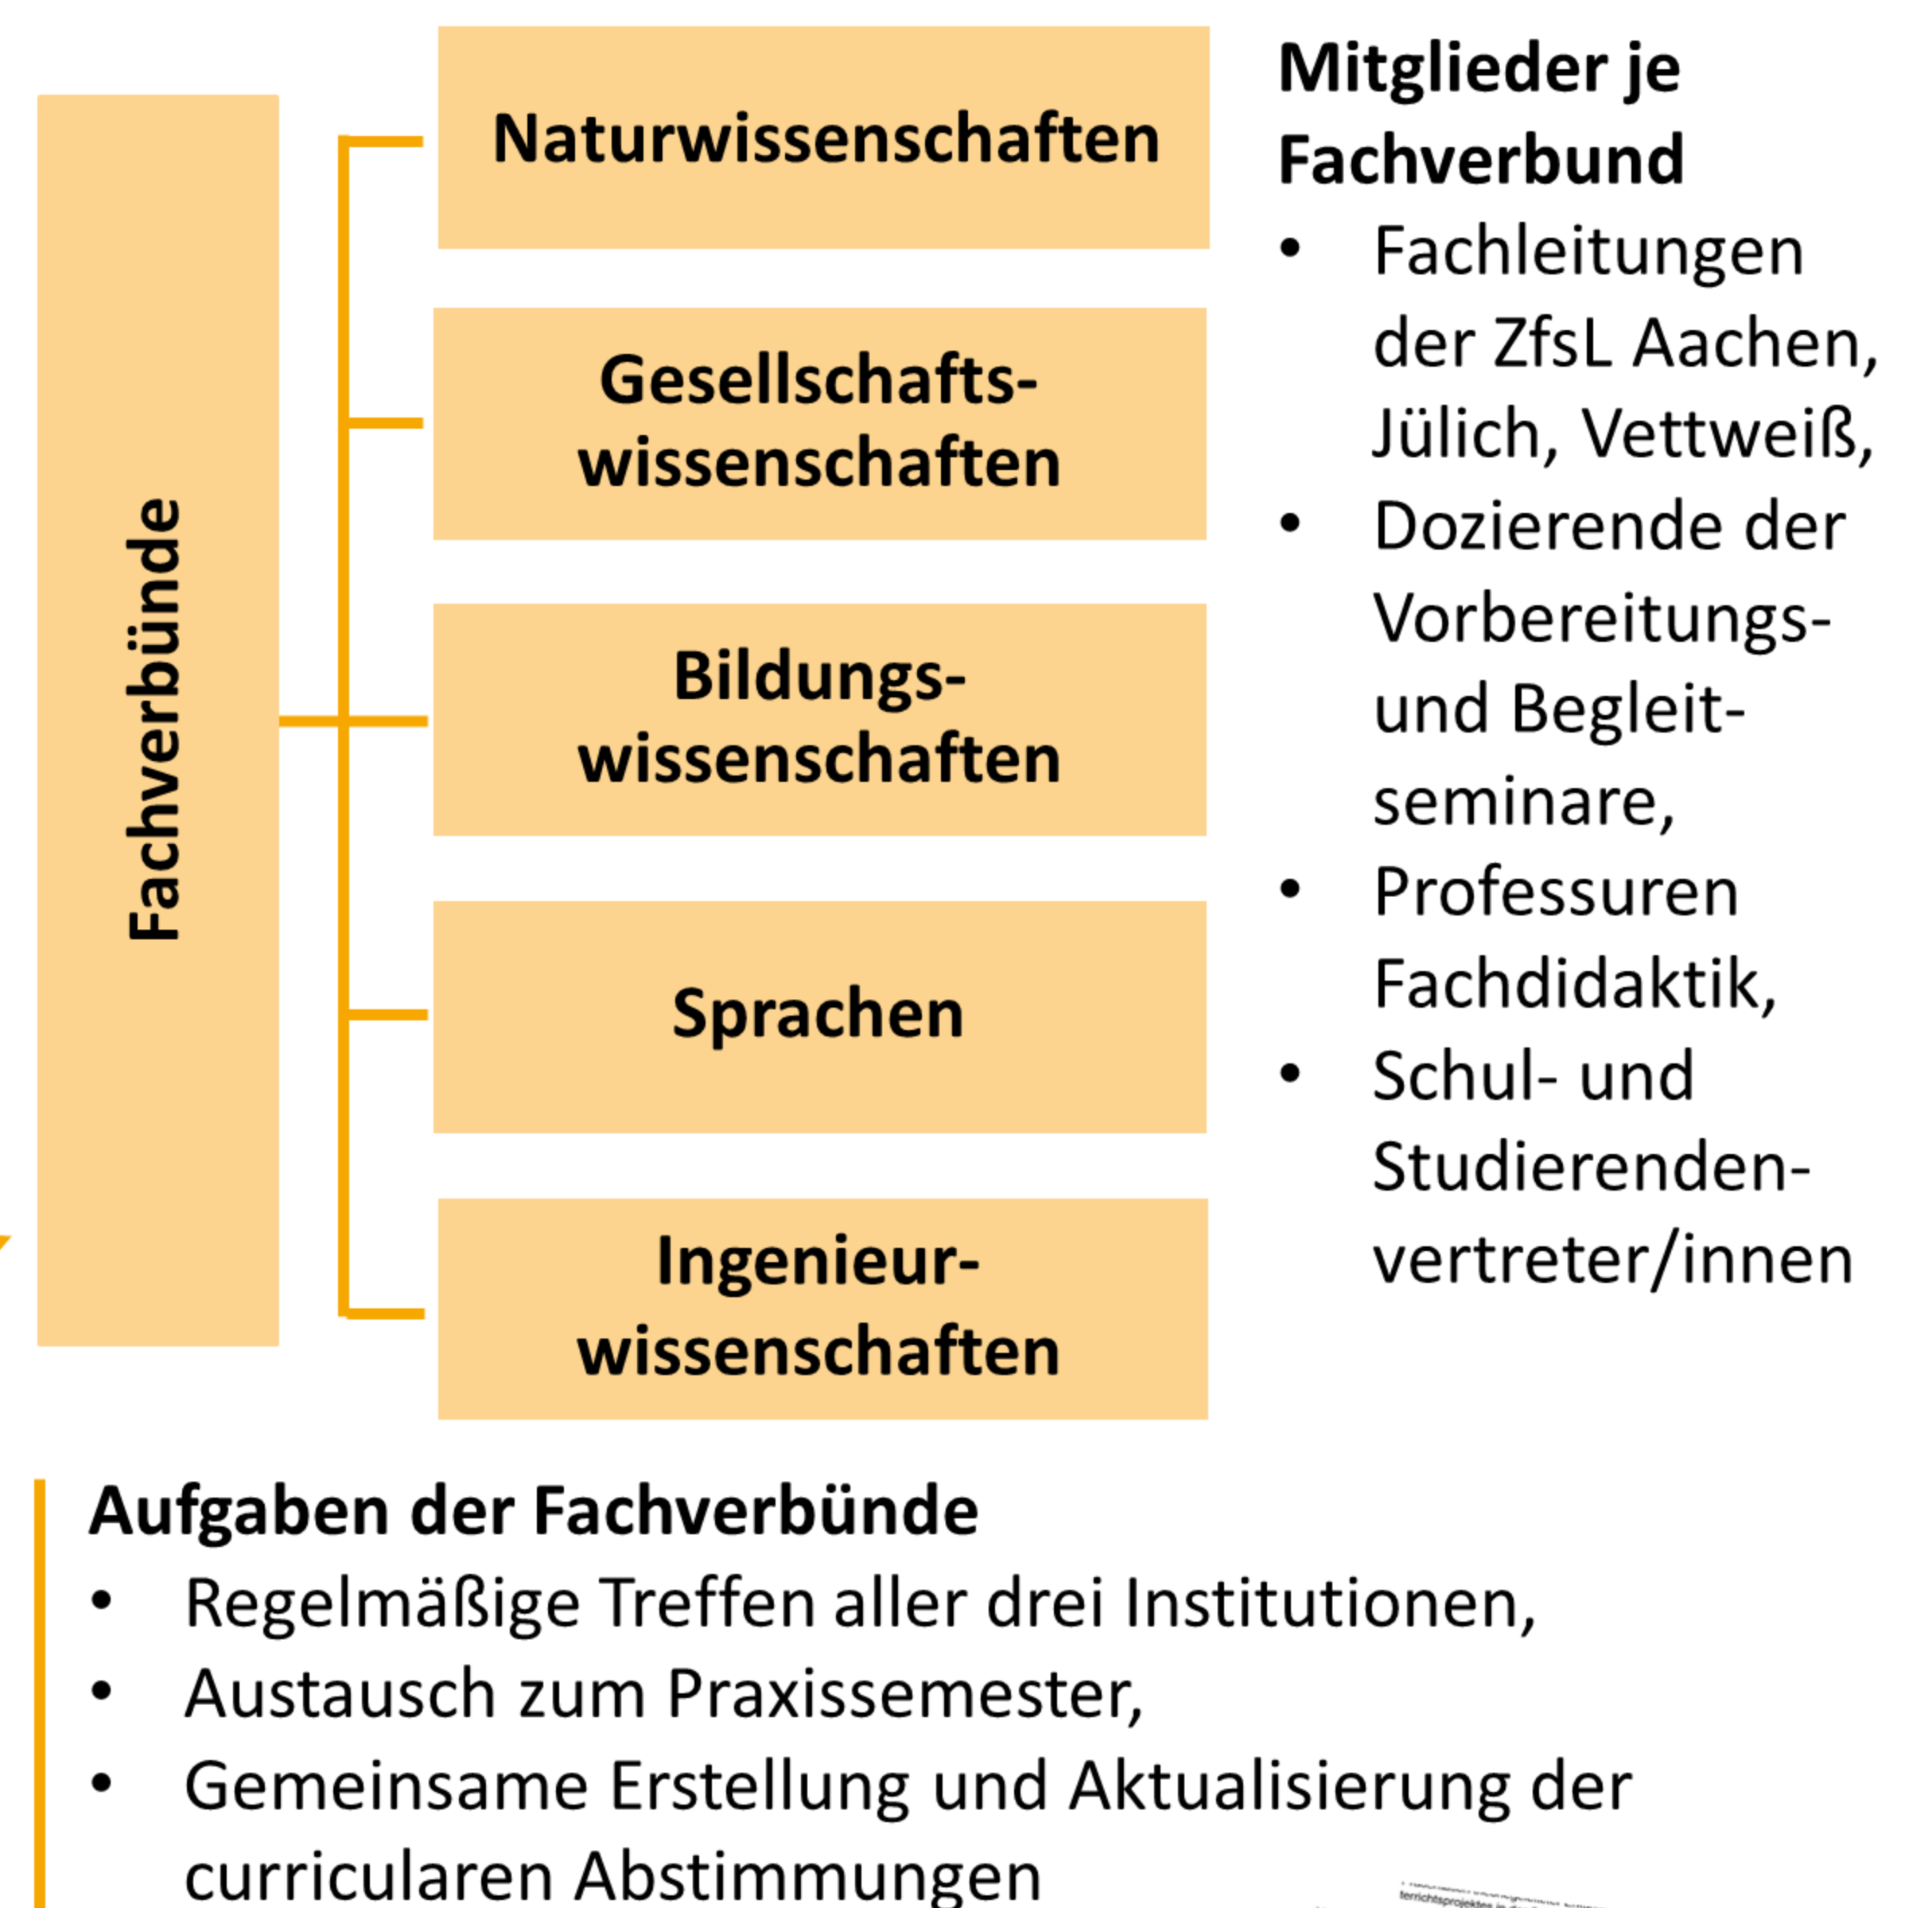 Fachverbünde
Naturwissenschaften
Gesellschafts-
wissenschaften
Bildungs-
wissenschaften
Sprachen
Ingenieur-
wissenschaften
Mitglieder je
Fachverbund
• Fachleitungen
der ZfsL Aachen,
Jülich, Vettweiß,
• Dozierende der
Vorbereitungs-
und Begleit-
seminare,
• Professuren
Fachdidaktik,
• Schul- und
Studierenden-
vertreter/innen
Aufgaben der Fachverbünde
• Regelmäßige Treffen aller drei Institutionen,
• Austausch zum Praxissemester,
• Gemeinsame Erstellung und Aktualisierung der
curricularen Abstimmungen